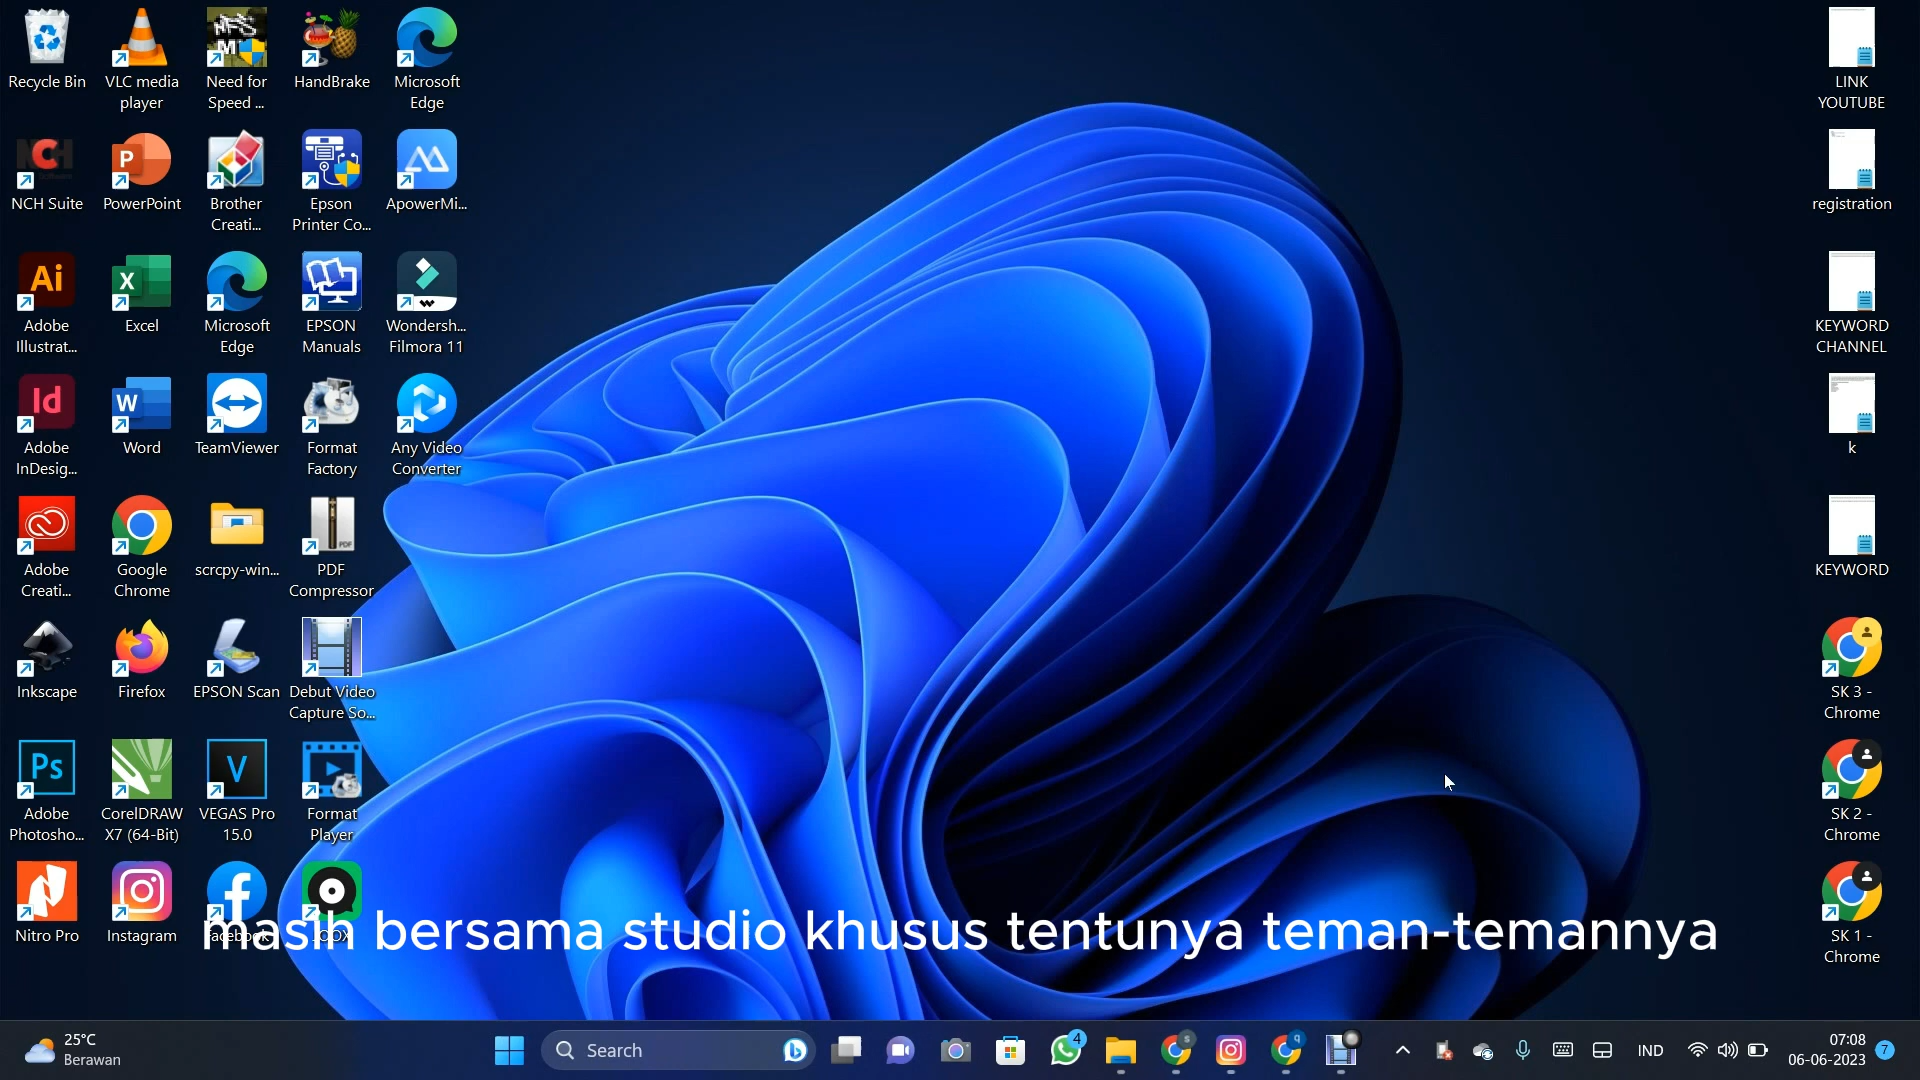 Recycle Bin
VLC media
player
Need for
Speed ...
HandBrake
Microsoft
Edge
LINK
YOUTUBE
NCH Suite
PowerPoint
Brother
Creati...
Epson
Printer Co...
ApowerMi...
registration
Adobe
Illustrat...
Excel
Microsoft
Edge
EPSON
Manuals
Wondersh...
Filmora 11
KEYWORD
CHANNEL
Adobe
InDesig...
Word
TeamViewer
Format
Factory
Any Video
Converter
k
Adobe
Creati...
Google
Chrome
scrcpy-win...
PDF
Compressor
KEYWORD
Inkscape
Firefox
EPSON Scan
Debut Video
Capture So...
SK 3 -
Chrome
Adobe
Photosho...
CorelDRAW
X7 (64-Bit)
VEGAS Pro
15.0
Format
Player
SK 2 -
Chrome
Nitro Pro
Instagram
Facebook
JOOX
SK 1 -
Chrome
masih bersama studio khusus tentunya teman-temannya
25°C
Berawan
Search
4
IND
07:08
06-06-2023
7